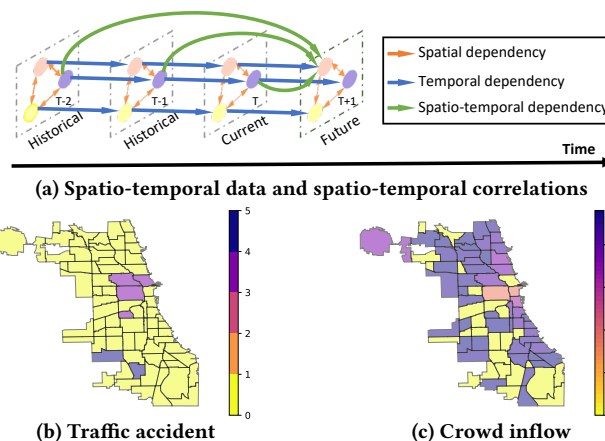 Spatial dependency
Temporal dependency
Spatio-temporal dependency
T-2
T-1
T
T+1
Historical
Historical
Current
Future
Time
(a) Spatio-temporal data and spatio-temporal correlations
5
4
3
2
1
0
(b) Traffic accident
(c) Crowd inflow